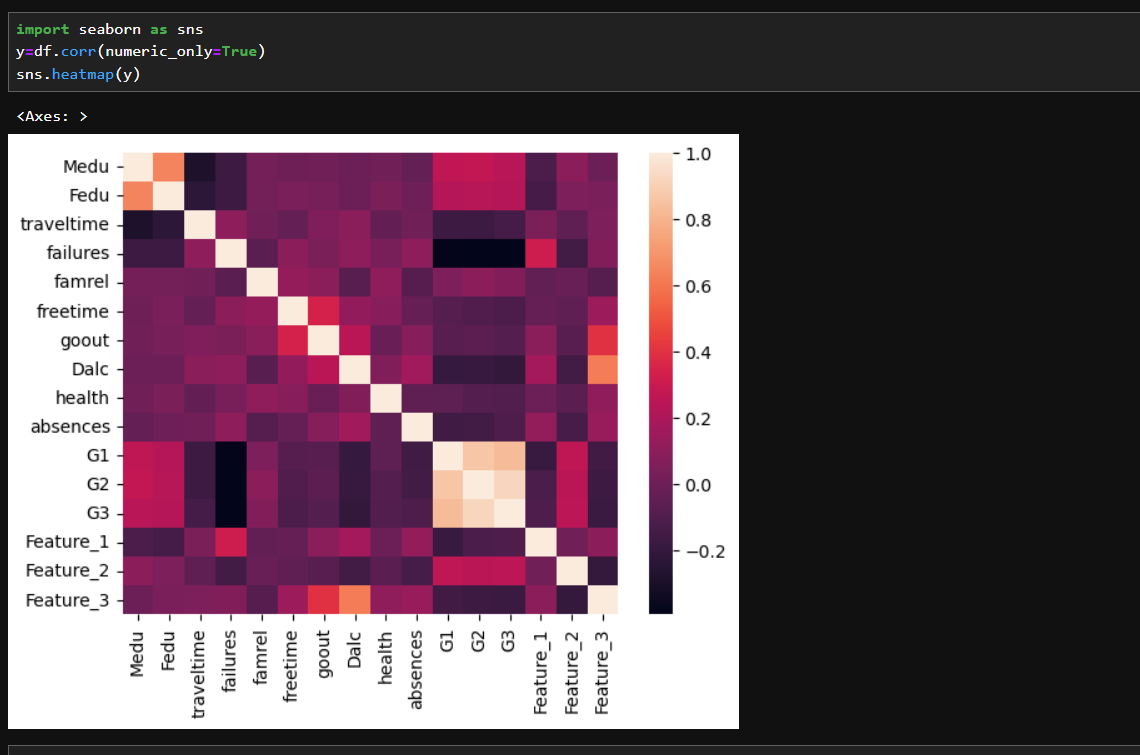 import seaborn as sns
y=df.corr(numeric_only=True)
sns.heatmap(y)
<Axes: >
Medu
Fedu
traveltime
failures
famrel
freetime
goout
Dalc
health
absences
G1
G2
G3
Feature_1
Feature_2
Feature_3
1.0
0.8
0.6
0.4
0.2
0.0
−0.2
Medu
Fedu
traveltime
failures
famrel
freetime
goout
Dalc
health
absences
G1
G2
G3
Feature_1
Feature_2
Feature_3